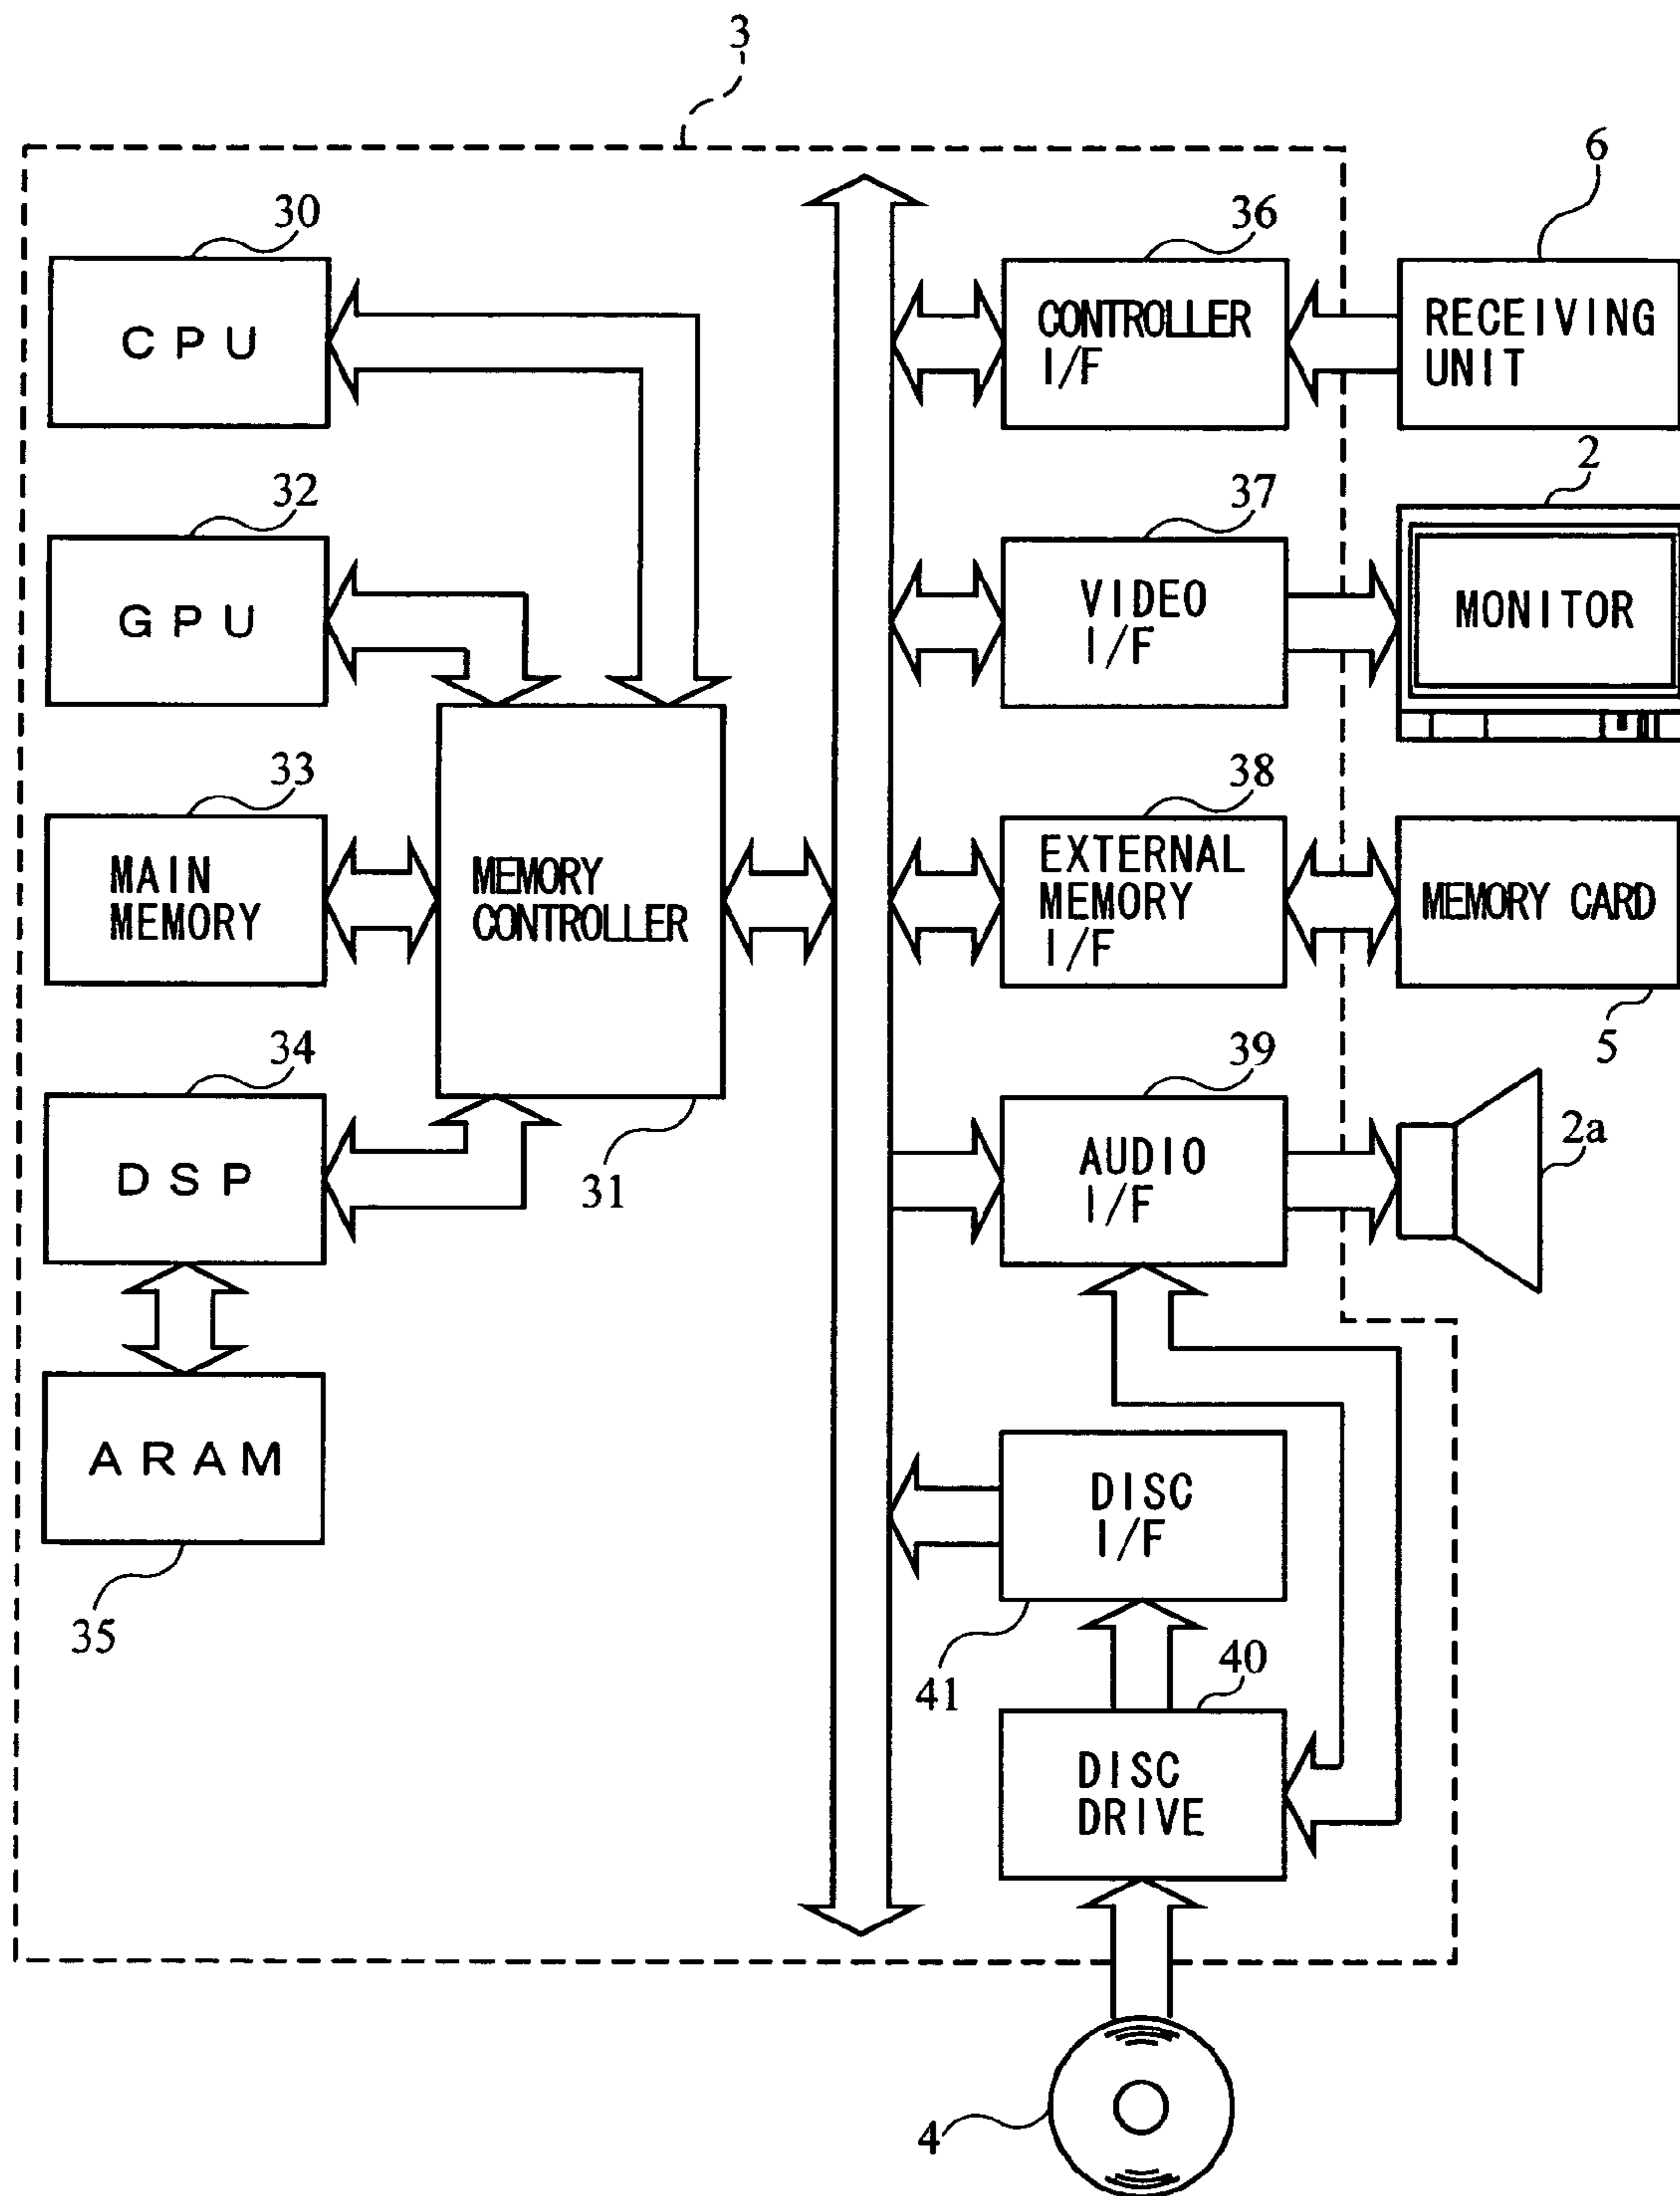 3
6
30
36
CPU
CONTROLLER
I/F
RECEIVING
UNIT
2
32
37
GPU
VIDEO
I/F
MONITOR
33
38
MAIN
MEMORY
MEMORY
CONTROLLER
EXTERNAL
MEMORY
I/F
MEMORY CARD
5
34
39
2a
DSP
31
AUDIO
I/F
ARAM
DISC
I/F
35
41
40
DISC
DRIVE
4